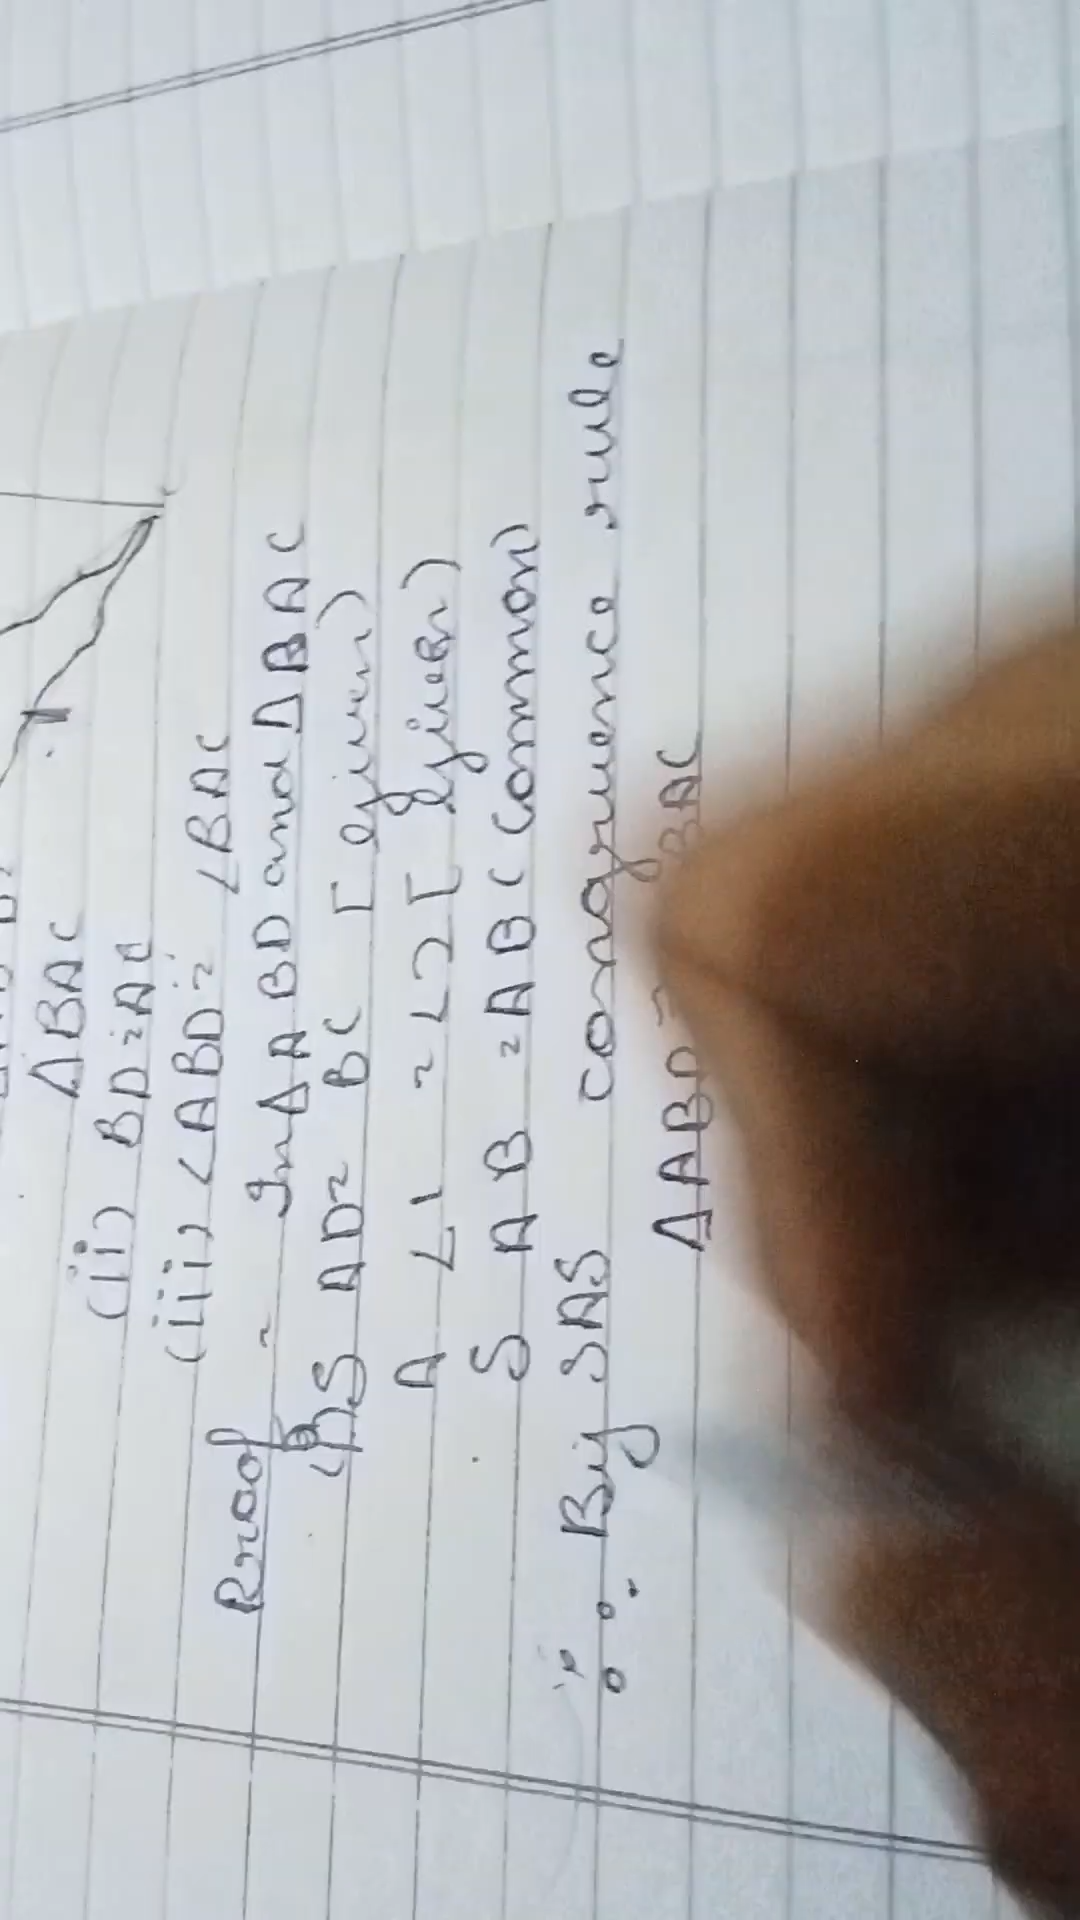 ΔBAC
(ii) BD=AC
(iii) <ABD= <BAC
Proof - In ΔABD and ΔBAC
(i) S AD= BC [given)
A <1 = <2 [given)
S AB = AB (common)
∴ By SAS congruence rule
ΔABD ≅ BAC